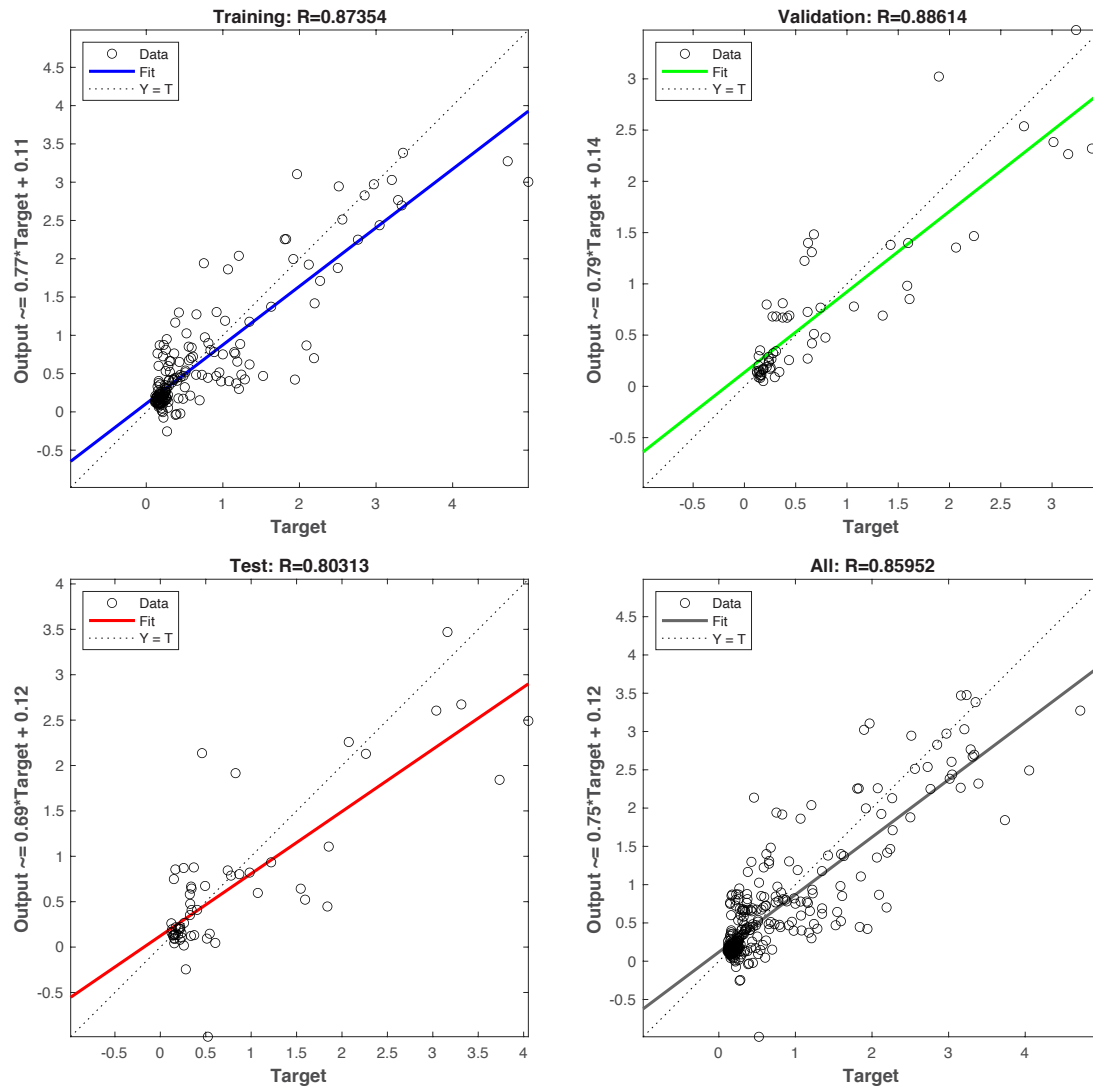 Training: R=0.87354
Data
Fit
Y = T
Output ~= 0.77*Target + 0.11
4.5
4
3.5
3
2.5
2
1.5
1
0.5
0
-0.5
0
1
2
3
4
Target
Validation: R=0.88614
Data
Fit
Y = T
Output ~= 0.79*Target + 0.14
3
2.5
2
1.5
1
0.5
0
-0.5
-0.5
0
0.5
1
1.5
2
2.5
3
Target
Test: R=0.80313
Data
Fit
Y = T
Output ~= 0.69*Target + 0.12
4
3.5
3
2.5
2
1.5
1
0.5
0
-0.5
-0.5
0
0.5
1
1.5
2
2.5
3
3.5
4
Target
All: R=0.85952
Data
Fit
Y = T
Output ~= 0.75*Target + 0.12
4.5
4
3.5
3
2.5
2
1.5
1
0.5
0
-0.5
0
1
2
3
4
Target